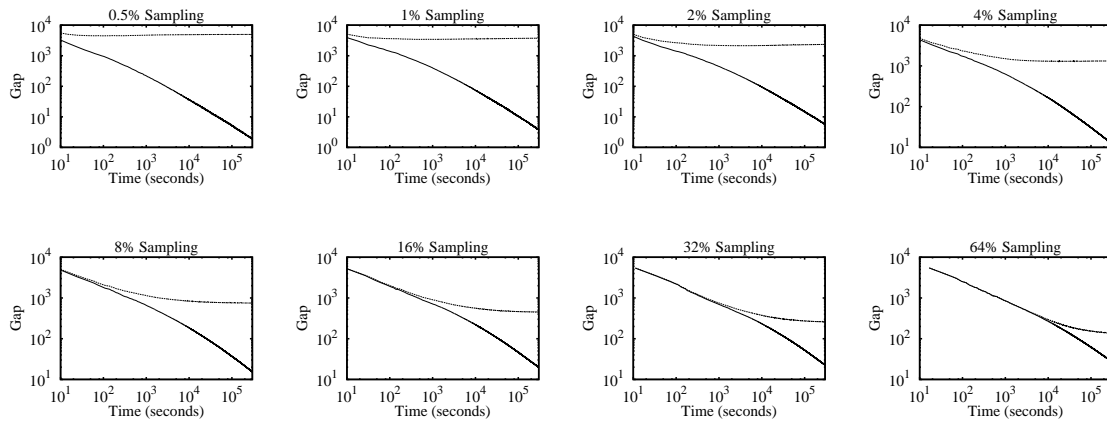 0.5% Sampling
10^4
10^3
10^2
10^1
10^0
Gap
10^1 10^2 10^3 10^4 10^5
Time (seconds)
1% Sampling
10^4
10^3
10^2
10^1
10^0
Gap
10^1 10^2 10^3 10^4 10^5
Time (seconds)
2% Sampling
10^4
10^3
10^2
10^1
10^0
Gap
10^1 10^2 10^3 10^4 10^5
Time (seconds)
4% Sampling
10^4
10^3
10^2
10^1
Gap
10^1 10^2 10^3 10^4 10^5
Time (seconds)
8% Sampling
10^4
10^3
10^2
10^1
Gap
10^1 10^2 10^3 10^4 10^5
Time (seconds)
16% Sampling
10^4
10^3
10^2
10^1
Gap
10^1 10^2 10^3 10^4 10^5
Time (seconds)
32% Sampling
10^4
10^3
10^2
10^1
Gap
10^1 10^2 10^3 10^4 10^5
Time (seconds)
64% Sampling
10^4
10^3
10^2
10^1
Gap
10^1 10^2 10^3 10^4 10^5
Time (seconds)